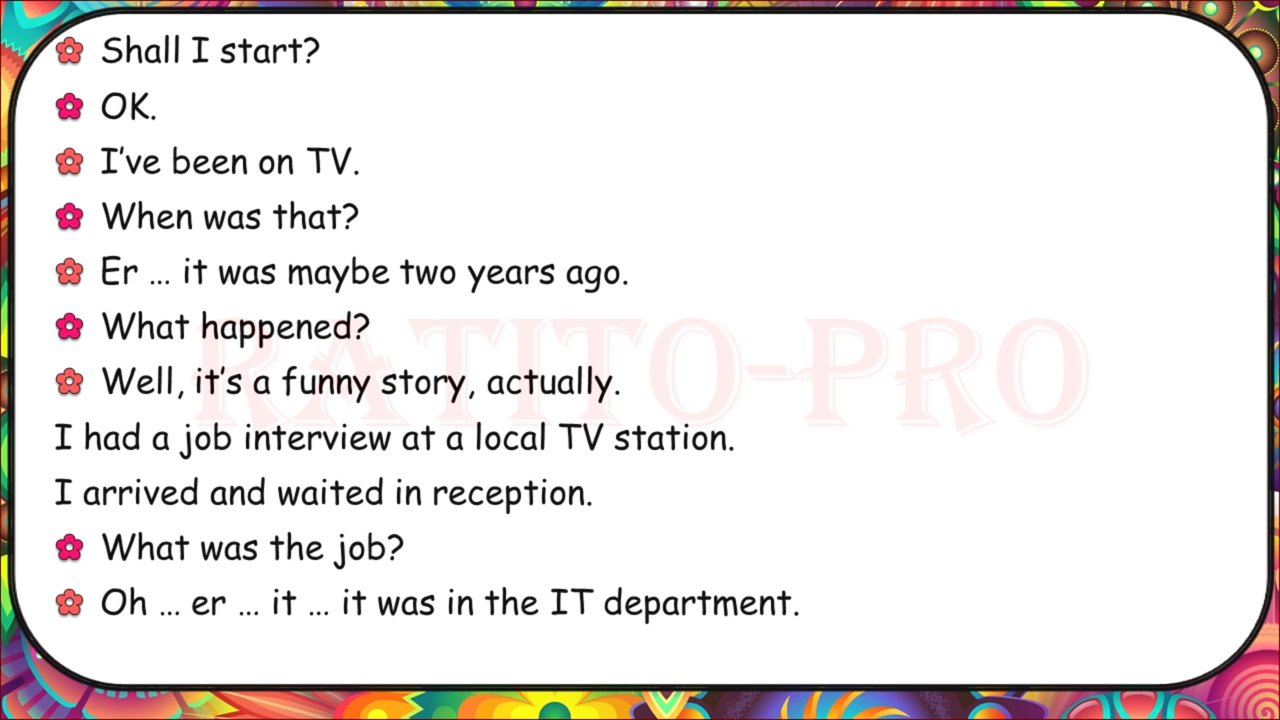 Shall I start?
OK.
I've been on TV.
When was that?
Er … it was maybe two years ago.
What happened?
Well, it's a funny story, actually.
I had a job interview at a local TV station.
I arrived and waited in reception.
What was the job?
Oh … er … it … it was in the IT department.
RATITO-PRO